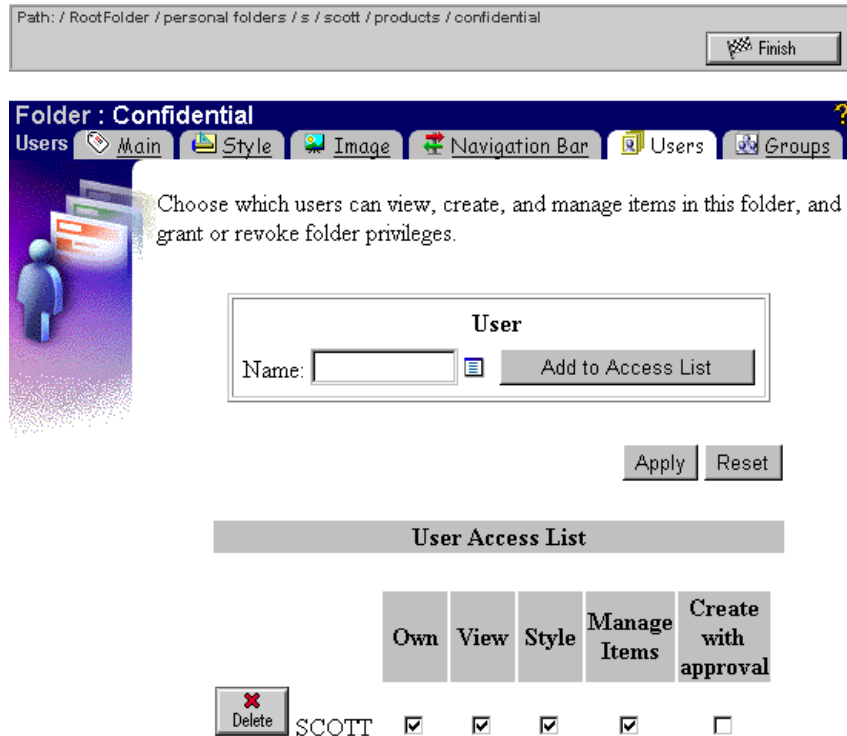 Path: / RootFolder / personal folders / s / scott / products / confidential
Finish
Folder : Confidential
?
Users Main Style Image Navigation Bar Users Groups
Choose which users can view, create, and manage items in this folder, and
grant or revoke folder privileges.
User
Name: Add to Access List
Apply Reset
User Access List
Own View Style Manage Items Create with approval
Delete SCOTT